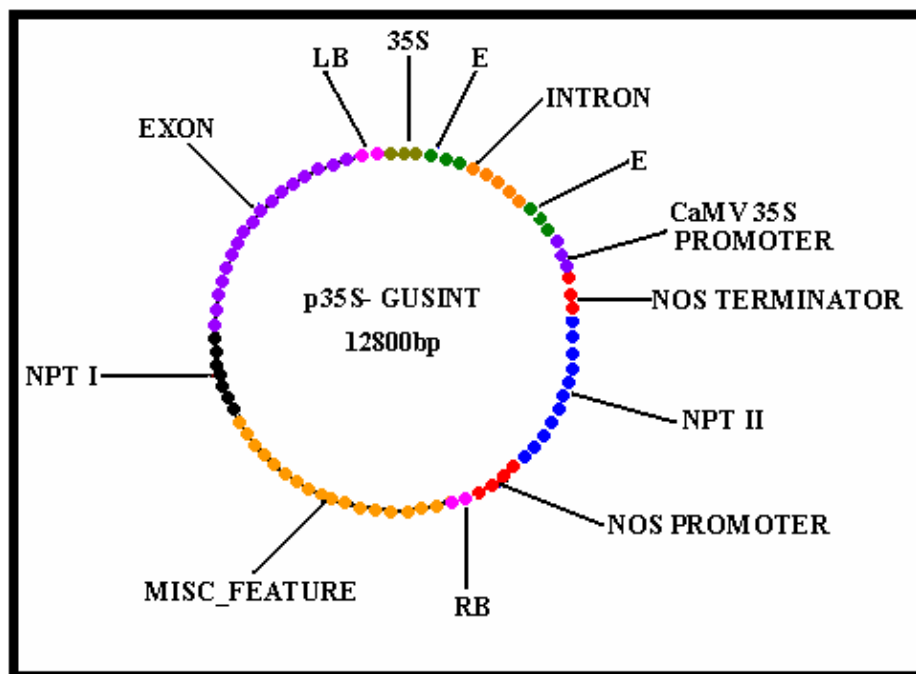 35S
LB
E
INTRON
EXON
E
CaMV 35S
PROMOTER
p35S- GUSINT
12800bp
NOS TERMINATOR
NPT I
NPT II
NOS PROMOTER
MISC_FEATURE
RB